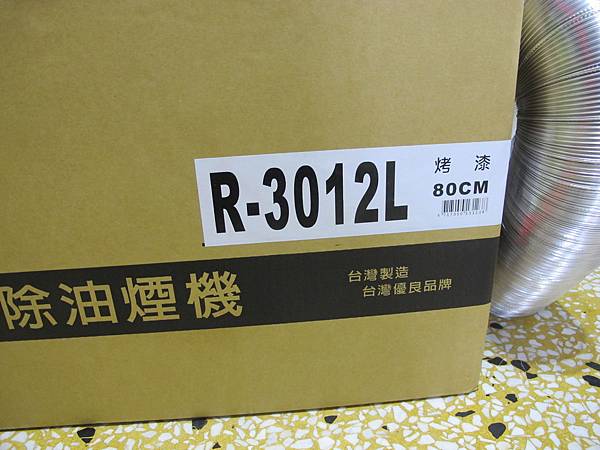 R-3012L
烤漆
80CM
除油煙機
台灣製造
台灣優良品牌